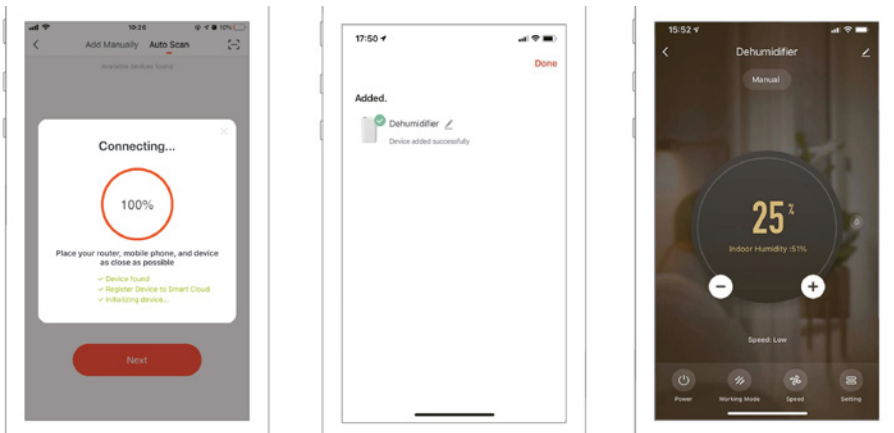 18:26
10%
Add Manually Auto Scan
Available devices found
Connecting...
100%
Place your router, mobile phone, and device
as close as possible
✓ Device found
✓ Register Device to Smart Cloud
✓ Initializing device...
Next
17:50
Done
Added.
Dehumidifier
Device added successfully
15:52
Dehumidifier
Manual
25%
Indoor Humidity :51%
Speed: Low
Power Working Mode Speed Setting